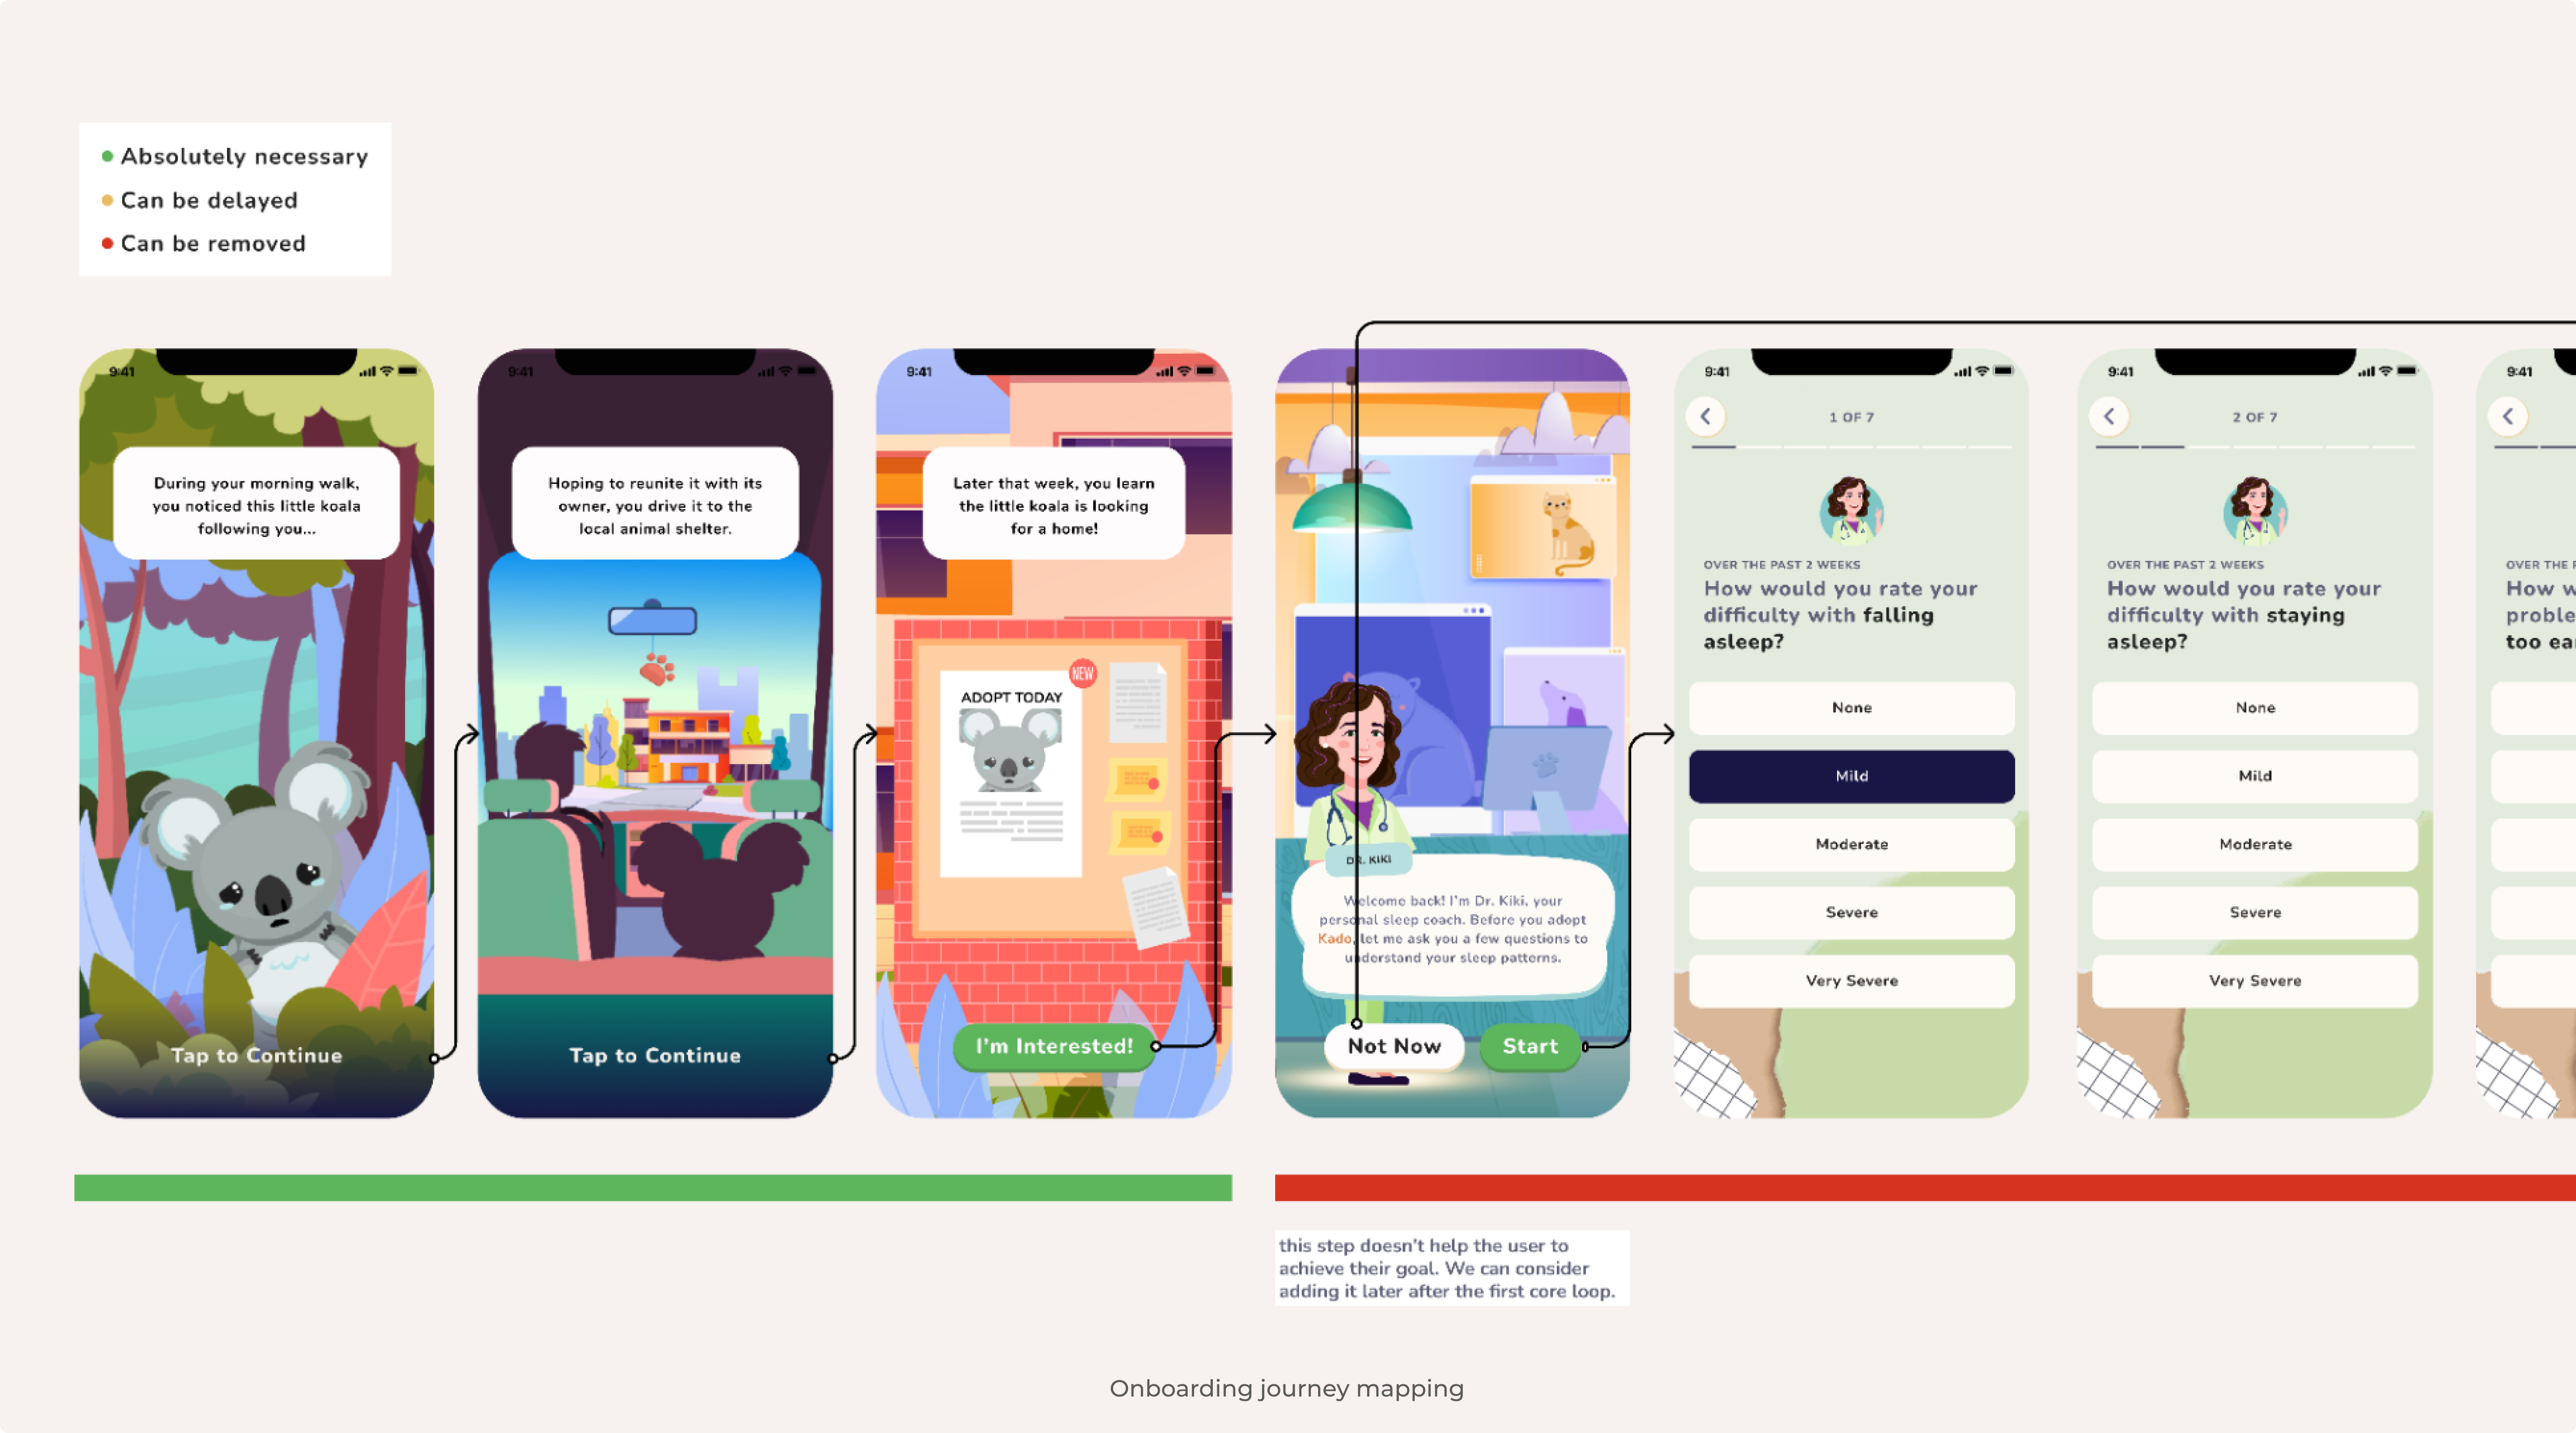 Absolutely necessary
Can be delayed
Can be removed
9:41
During your morning walk,
you noticed this little koala
following you...
Tap to Continue
9:41
Hoping to reunite it with its
owner, you drive it to the
local animal shelter.
Tap to Continue
9:41
Later that week, you learn
the little koala is looking
for a home!
NEW
ADOPT TODAY
I'm Interested!
DR. KIKI
Welcome back! I'm Dr. Kiki, your
personal sleep coach. Before you adopt
Kado, let me ask you a few questions to
understand your sleep patterns.
Not Now
Start
9:41
1 OF 7
OVER THE PAST 2 WEEKS
How would you rate your
difficulty with falling
asleep?
None
Mild
Moderate
Severe
Very Severe
9:41
2 OF 7
OVER THE PAST 2 WEEKS
How would you rate your
difficulty with staying
asleep?
None
Mild
Moderate
Severe
Very Severe
9:41
OVER THE
How
too
this step doesn't help the user to
achieve their goal. We can consider
adding it later after the first core loop.
Onboarding journey mapping